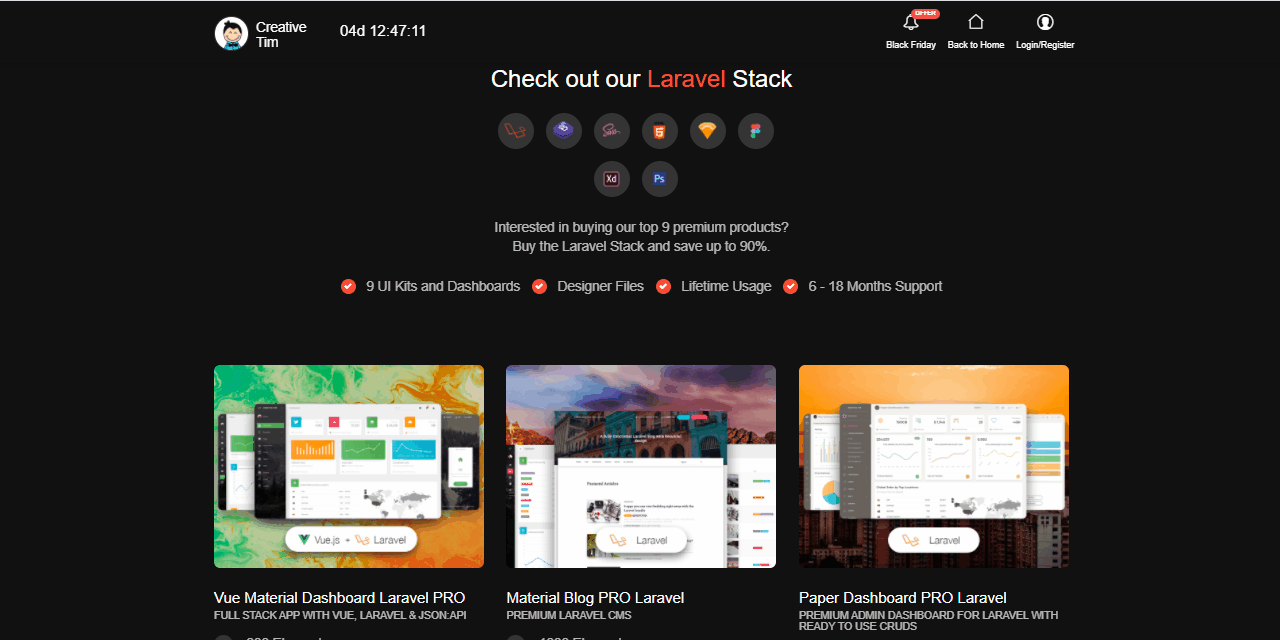 Creative
Tim
04d 12:47:11
OFFER
Black Friday
Back to Home
Login/Register
Check out our Laravel Stack
Xd
Ps
Interested in buying our top 9 premium products?
Buy the Laravel Stack and save up to 90%.
9 UI Kits and Dashboards
Designer Files
Lifetime Usage
6 - 18 Months Support
Vue.js + Laravel
Laravel
Laravel
Vue Material Dashboard Laravel PRO
FULL STACK APP WITH VUE, LARAVEL & JSON:API
Material Blog PRO Laravel
PREMIUM LARAVEL CMS
Paper Dashboard PRO Laravel
PREMIUM ADMIN DASHBOARD FOR LARAVEL WITH
READY TO USE CRUDS